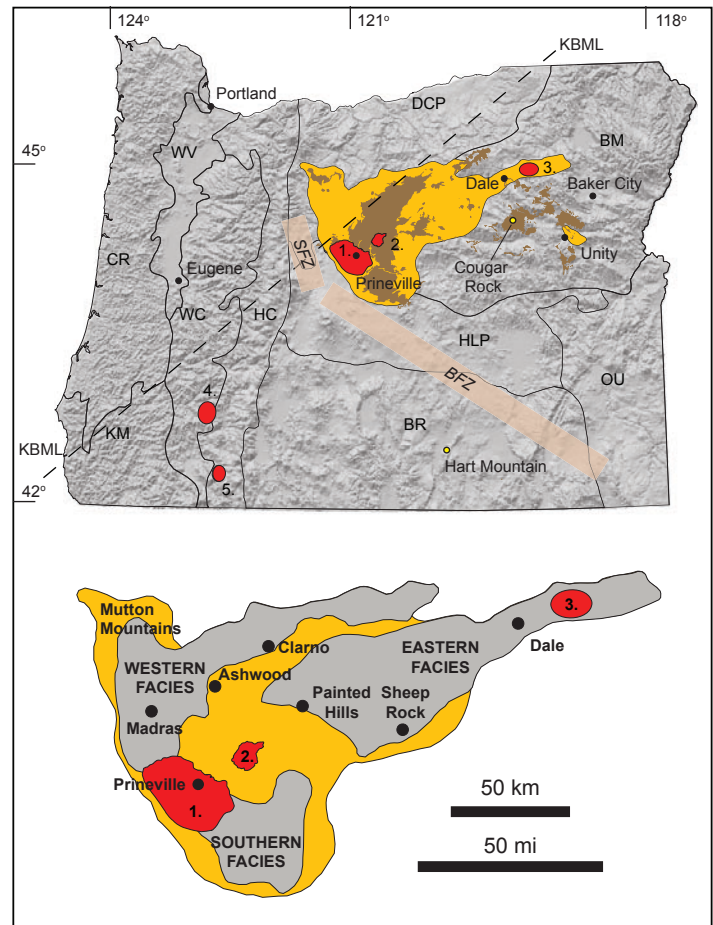 124° 121° 118°
KBML
Portland
DCP
WV
BM
45°
Dale
3.
Baker City
CR
SFZ
1.
2.
Cougar
Rock
Unity
Eugene
Prineville
WC
HC
HLP
OU
4.
BFZ
KM
BR
KBML
Hart Mountain
5.
42°
Mutton
Mountains
3.
Clarno
Dale
WESTERN
FACIES
EASTERN
FACIES
Ashwood
Painted
Hills
Sheep
Rock
Madras
2.
Prineville
1.
50 km
SOUTHERN
FACIES
50 mi